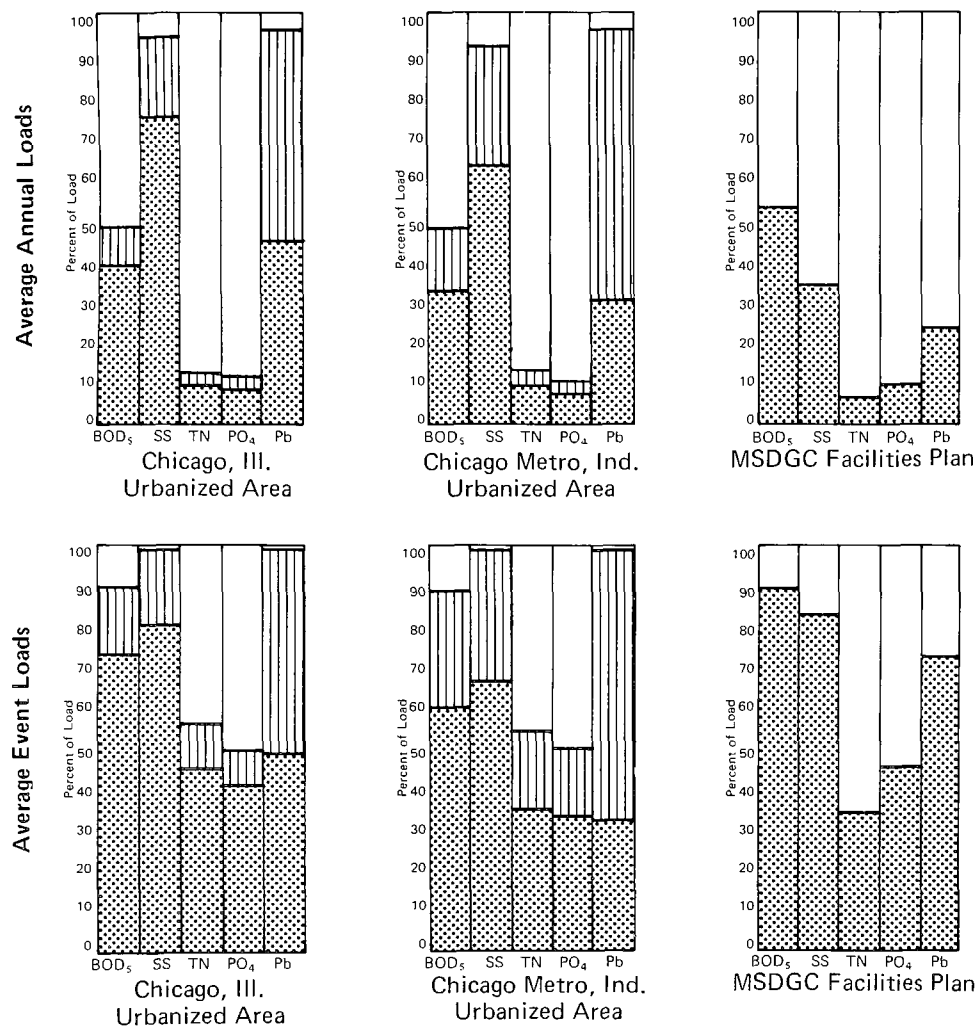 Average Annual Loads
Percent of Load
100
90
80
70
60
50
40
30
20
10
0
BOD₅ SS TN PO₄ Pb
Chicago, Ill.
Urbanized Area
Percent of Load
100
90
80
70
60
50
40
30
20
10
0
BOD₅ SS TN PO₄ Pb
Chicago Metro, Ind.
Urbanized Area
Percent of Load
100
90
80
70
60
50
40
30
20
10
0
BOD₅ SS TN PO₄ Pb
MSDGC Facilities Plan
Average Event Loads
Percent of Load
100
90
80
70
60
50
40
30
20
10
0
BOD₅ SS TN PO₄ Pb
Chicago, Ill.
Urbanized Area
Percent of Load
100
90
80
70
60
50
40
30
20
10
0
BOD₅ SS TN PO₄ Pb
Chicago Metro, Ind.
Urbanized Area
Percent of Load
100
90
80
70
60
50
40
30
20
10
0
BOD₅ SS TN PO₄ Pb
MSDGC Facilities Plan